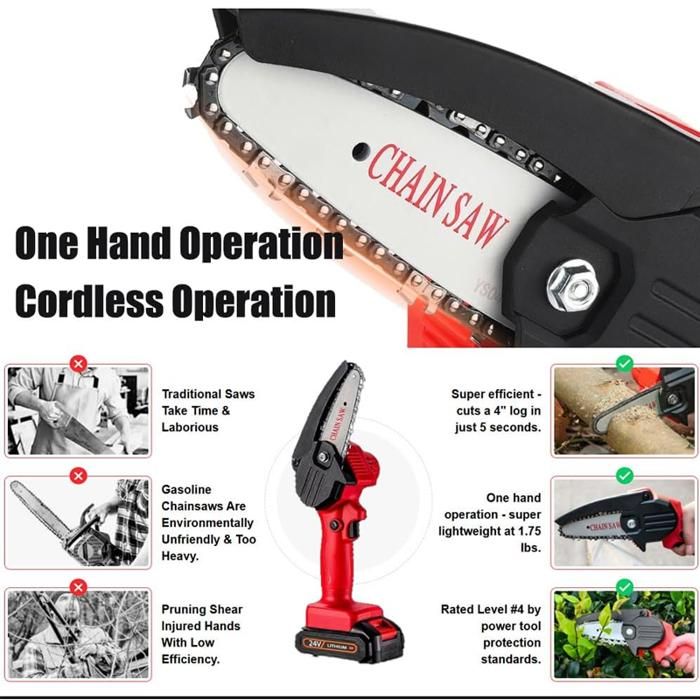 CHAIN SAW
One Hand Operation
Cordless Operation
Traditional Saws
Take Time &
Laborious
Gasoline
Chainsaws Are
Environmentally
Unfriendly & Too
Heavy.
Pruning Shear
Injured Hands
With Low
Efficiency.
CHAIN SAW
24V LITHIUM
Super efficient -
cuts a 4" log in
just 5 seconds.
One hand
operation - super
lightweight at 1.75
lbs.
CHAIN SAW
Rated Level #4 by
power tool
protection
standards.